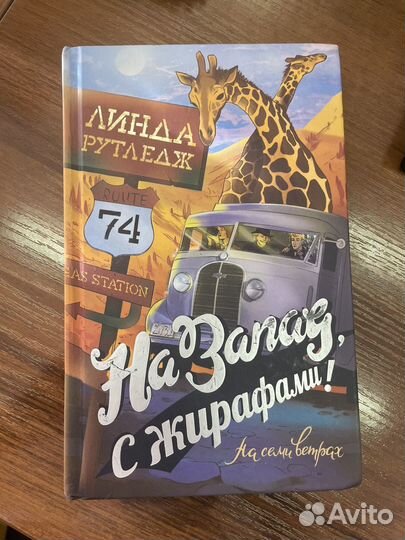 ЛИНДА
РУТЛЕДЖ
ROUTE
74
AS STATION
На Запад,
с жирафами!
На семи ветрах
Avito